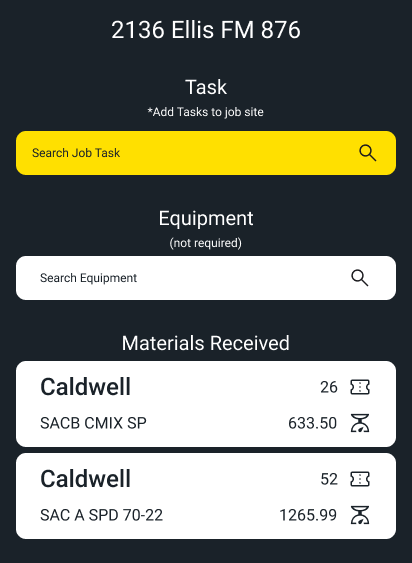 2136 Ellis FM 876
Task
*Add Tasks to job site
Search Job Task
Equipment
(not required)
Search Equipment
Materials Received
Caldwell 26
SACB CMIX SP 633.50
Caldwell 52
SAC A SPD 70-22 1265.99